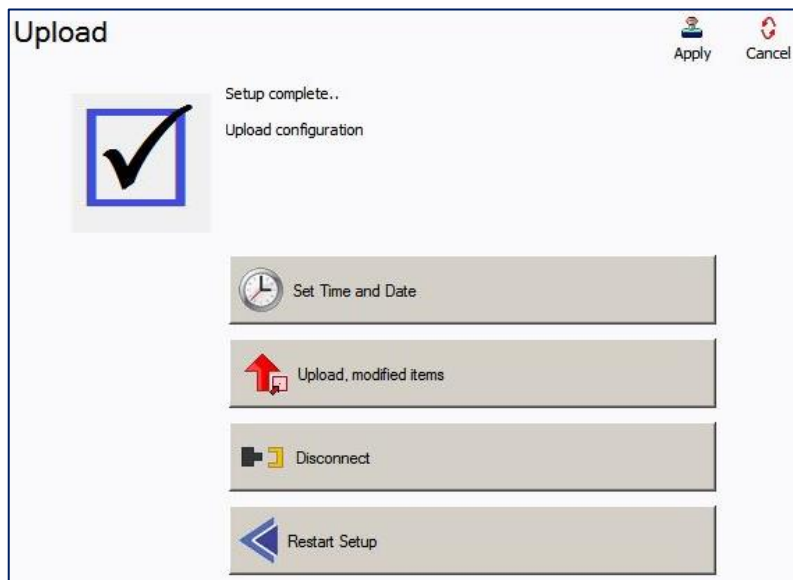 Upload
Apply
Cancel
Setup complete..
Upload configuration
Set Time and Date
Upload, modified items
Disconnect
Restart Setup